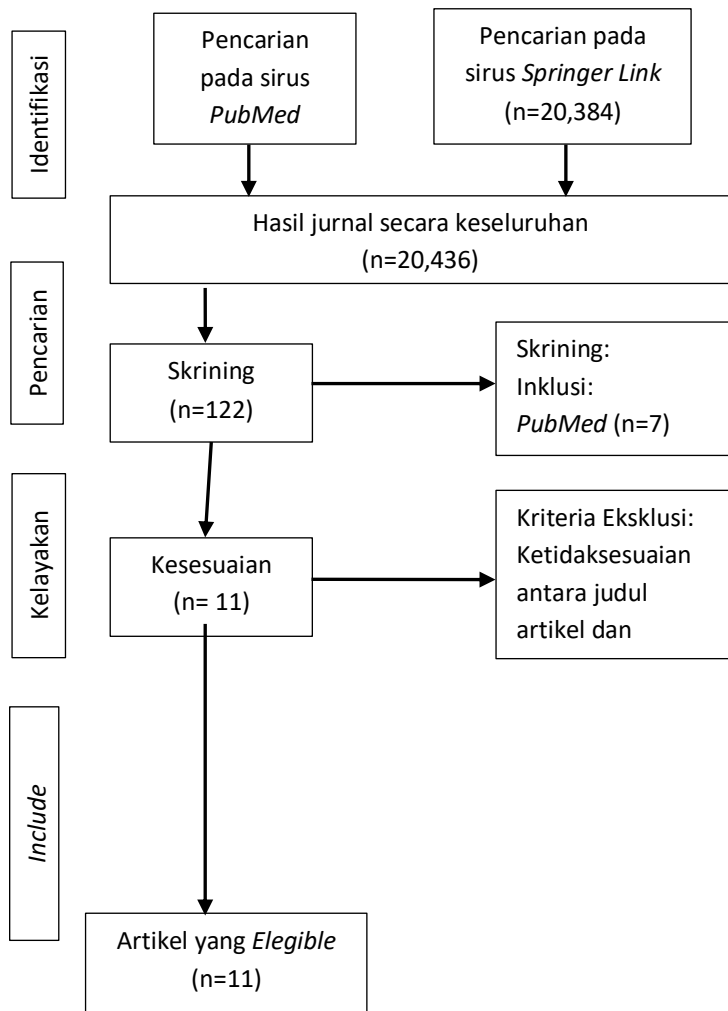 Identifikasi
Pencarian
pada sirus
PubMed
Pencarian pada
sirus Springer Link
(n=20,384)
Hasil jurnal secara keseluruhan
(n=20,436)
Pencarian
Skrining
(n=122)
Skrining:
Inklusi:
PubMed (n=7)
Kelayakan
Kesesuaian
(n= 11)
Kriteria Eksklusi:
Ketidaksesuaian
antara judul
artikel dan
Include
Artikel yang Elegible
(n=11)